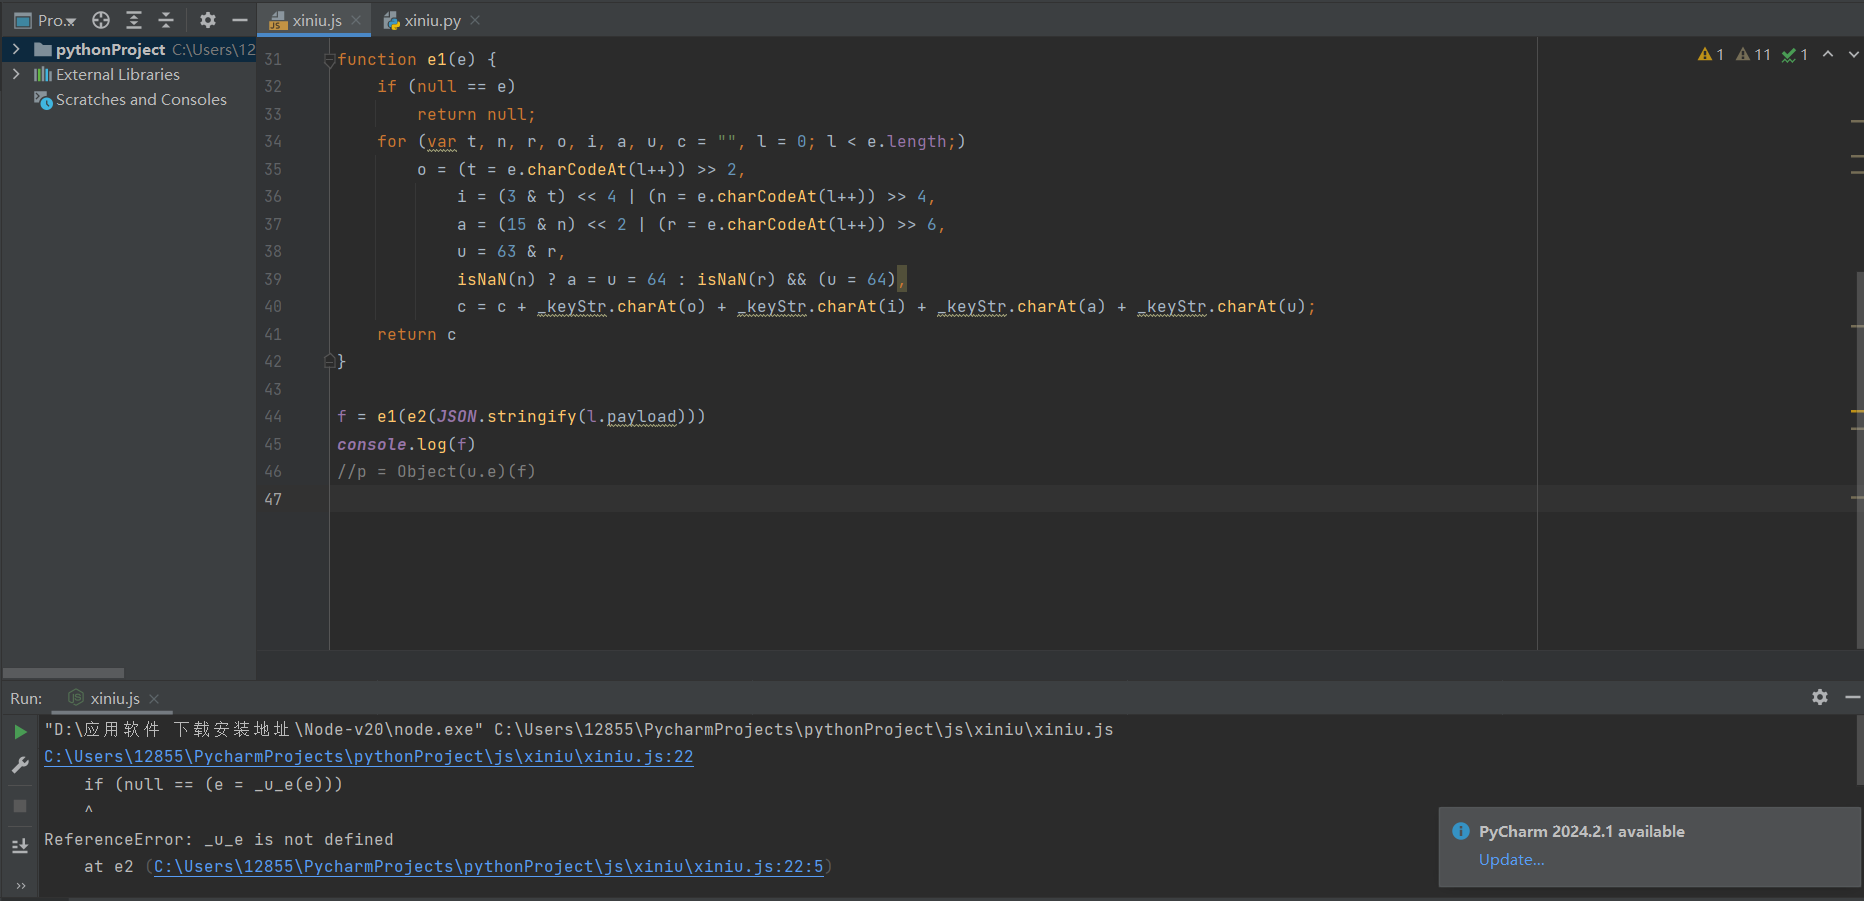 Pro...
xiniu.js
xiniu.py
pythonProject C:\Users\12
External Libraries
Scratches and Consoles
1 11 1
31 function e1(e) {
32 if (null == e)
33 return null;
34 for (var t, n, r, o, i, a, u, c = "", l = 0; l < e.length;)
35 o = (t = e.charCodeAt(l++)) >> 2,
36 i = (3 & t) << 4 | (n = e.charCodeAt(l++)) >> 4,
37 a = (15 & n) << 2 | (r = e.charCodeAt(l++)) >> 6,
38 u = 63 & r,
39 isNaN(n) ? a = u = 64 : isNaN(r) && (u = 64),
40 c = c + _keyStr.charAt(o) + _keyStr.charAt(i) + _keyStr.charAt(a) + _keyStr.charAt(u);
41 return c
42 }
43
44 f = e1(e2(JSON.stringify(l.payload)))
45 console.log(f)
46 //p = Object(u.e)(f)
47
Run: xiniu.js
"D:\应用软件 下载安装地址\Node-v20\node.exe" C:\Users\12855\PycharmProjects\pythonProject\js\xiniu\xiniu.js
C:\Users\12855\PycharmProjects\pythonProject\js\xiniu\xiniu.js:22
if (null == (e = _u_e(e)))
^
ReferenceError: _u_e is not defined
at e2 (C:\Users\12855\PycharmProjects\pythonProject\js\xiniu\xiniu.js:22:5)
PyCharm 2024.2.1 available
Update...